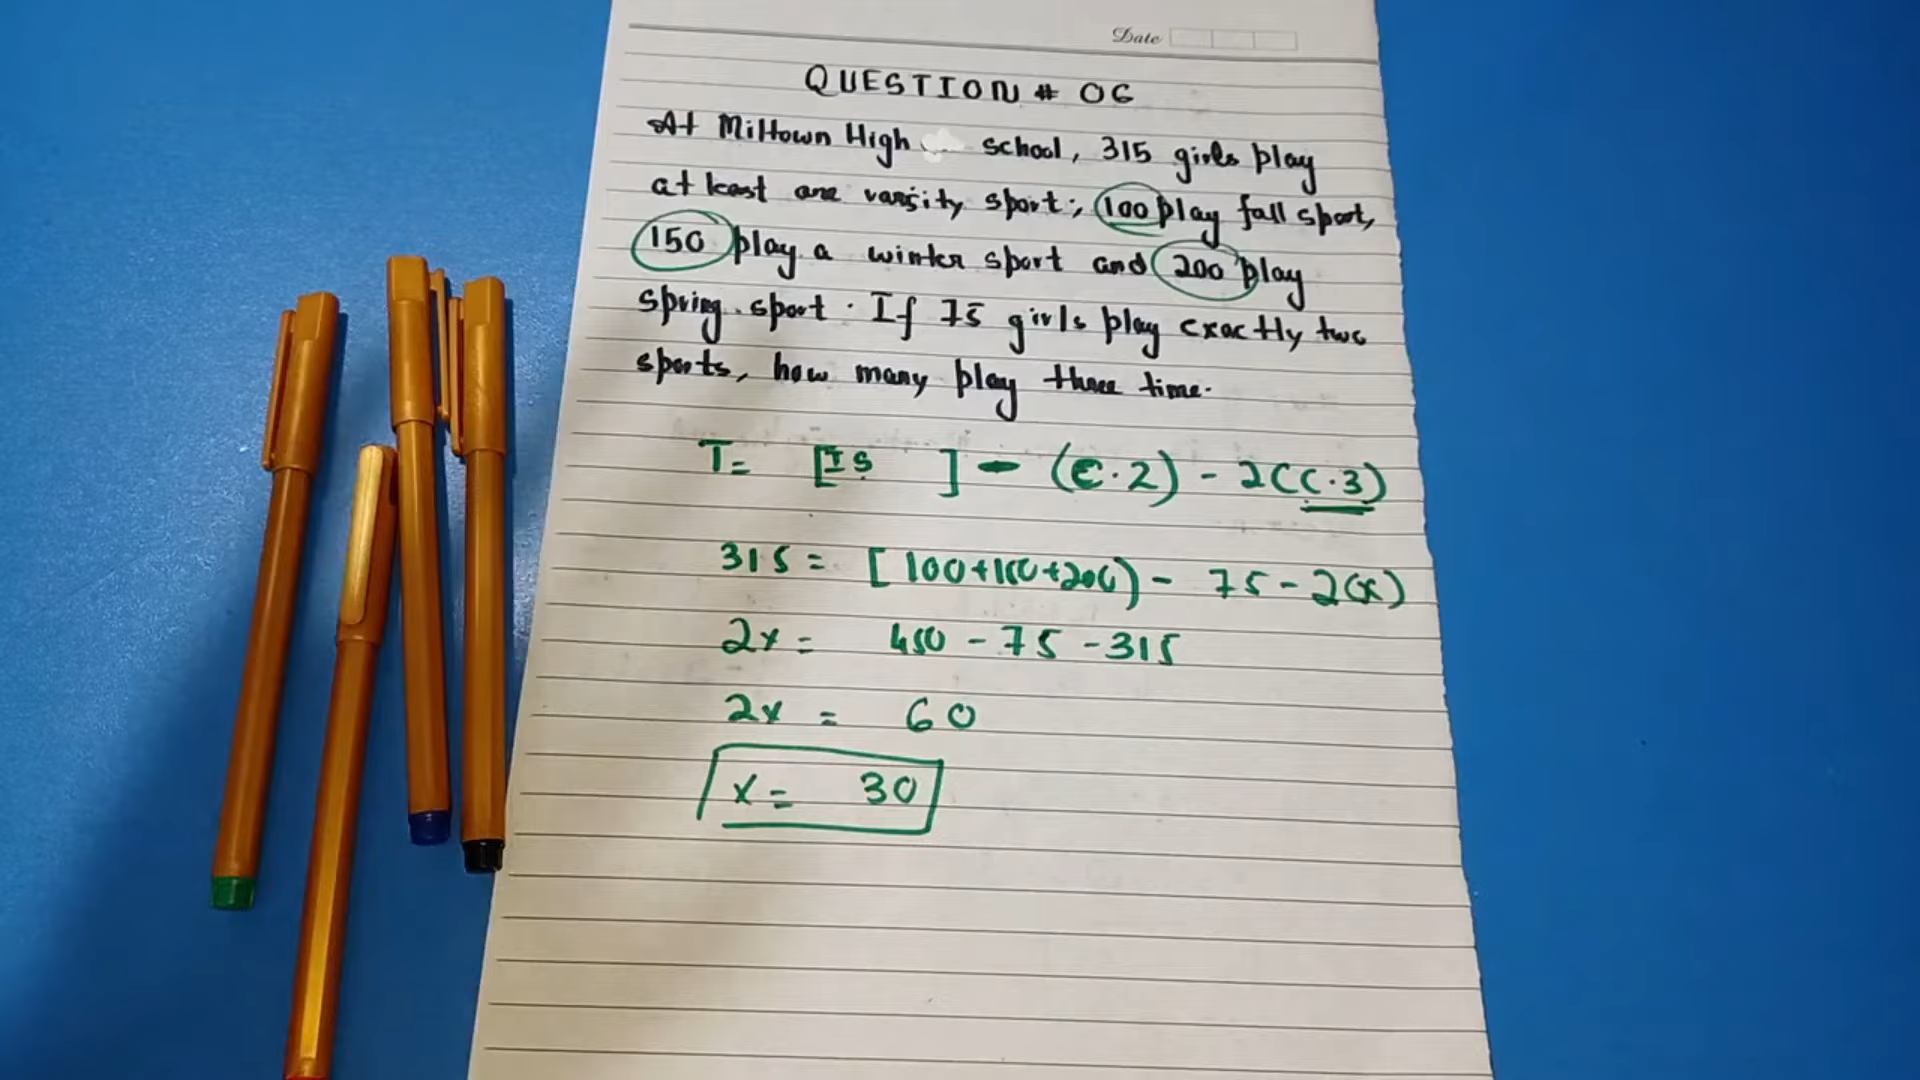 Date
QUESTION # 06
At Miltown High school, 315 girls play
at least one varsity sport; 100 play fall sport,
150 play a winter sport and 200 play
spring sport. If 75 girls play exactly two
sports, how many play three time.
T = [IS ] - (E.2) - 2(C.3)
315 = [100+150+200) - 75 - 2(x)
2x = 450 - 75 - 315
2x = 60
x = 30